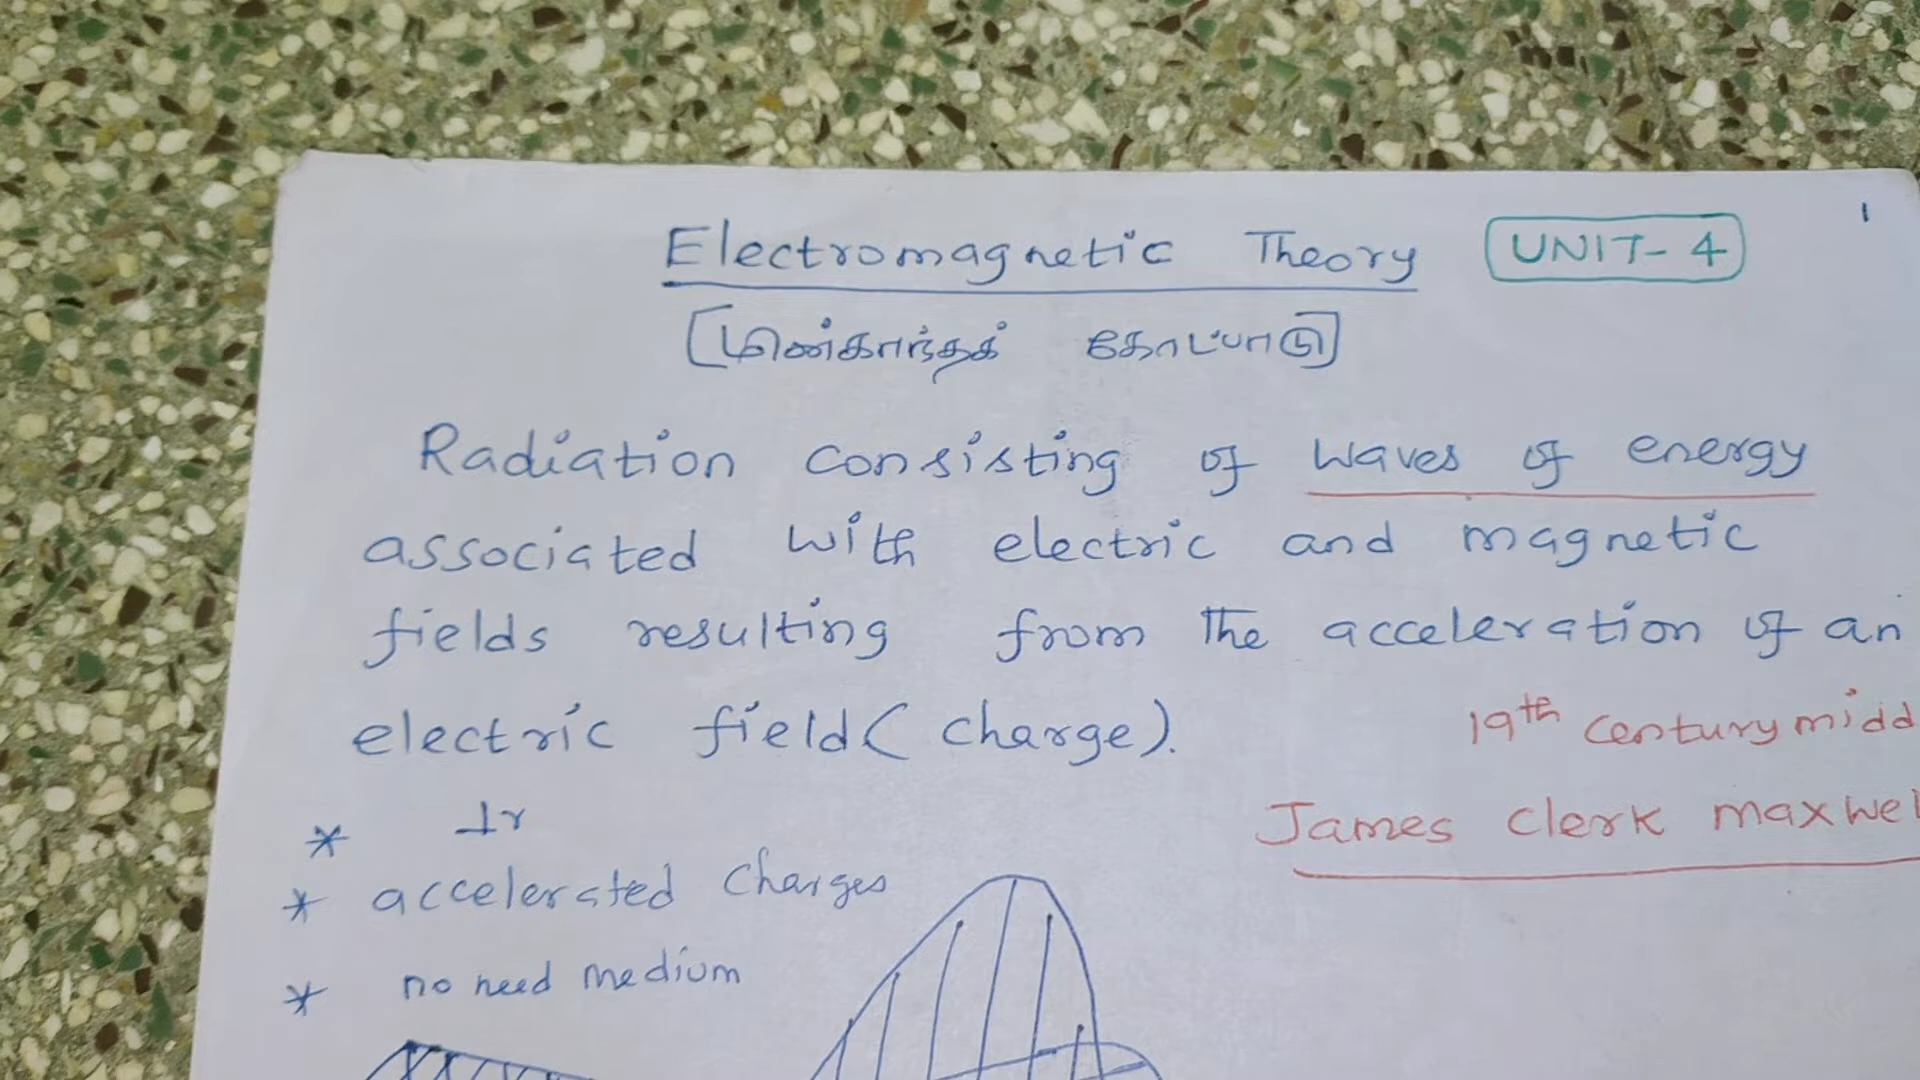 1
Electromagnetic Theory UNIT-4
[மின்காந்தக் கோட்பாடு]
Radiation consisting of waves of energy
associated with electric and magnetic
fields resulting from the acceleration of an
electric field (charge).
19th century midd
James Clerk maxwel
* ⊥r
* accelerated charges
* no need medium